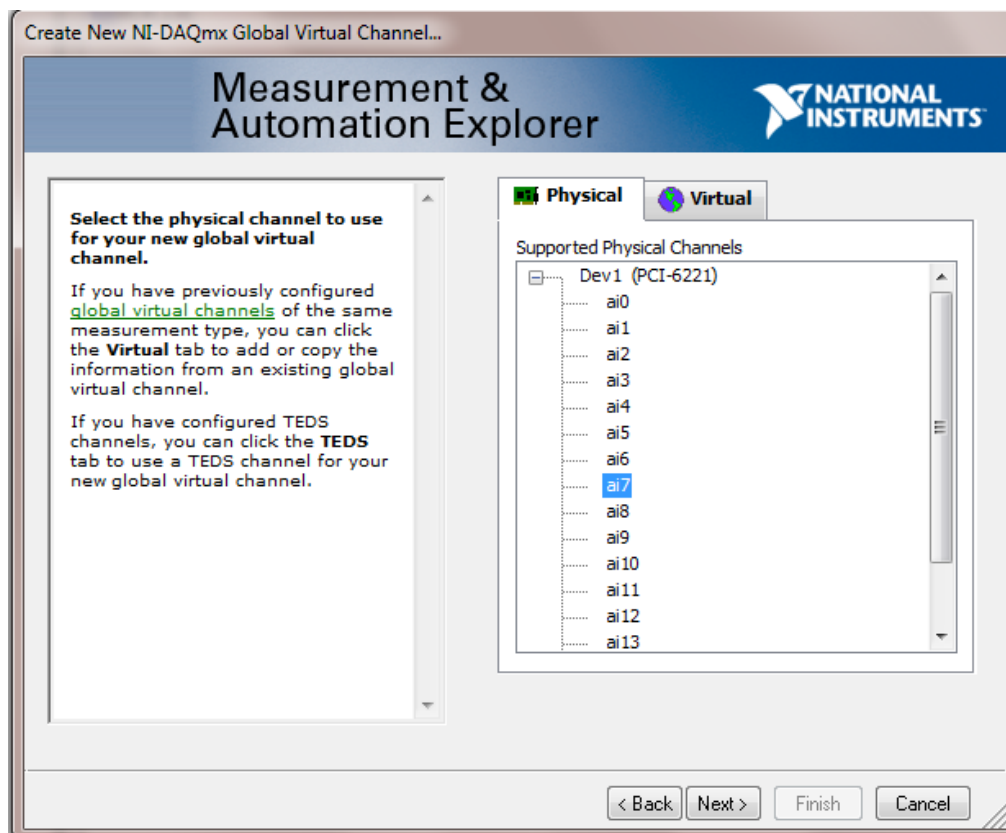 Create New NI-DAQmx Global Virtual Channel...
Measurement &
Automation Explorer
NATIONAL
INSTRUMENTS
Select the physical channel to use
for your new global virtual
channel.
If you have previously configured
global virtual channels of the same
measurement type, you can click
the Virtual tab to add or copy the
information from an existing global
virtual channel.
If you have configured TEDS
channels, you can click the TEDS
tab to use a TEDS channel for your
new global virtual channel.
Physical
Virtual
Supported Physical Channels
Dev1 (PCI-6221)
ai0
ai1
ai2
ai3
ai4
ai5
ai6
ai7
ai8
ai9
ai10
ai11
ai12
ai13
< Back
Next >
Finish
Cancel